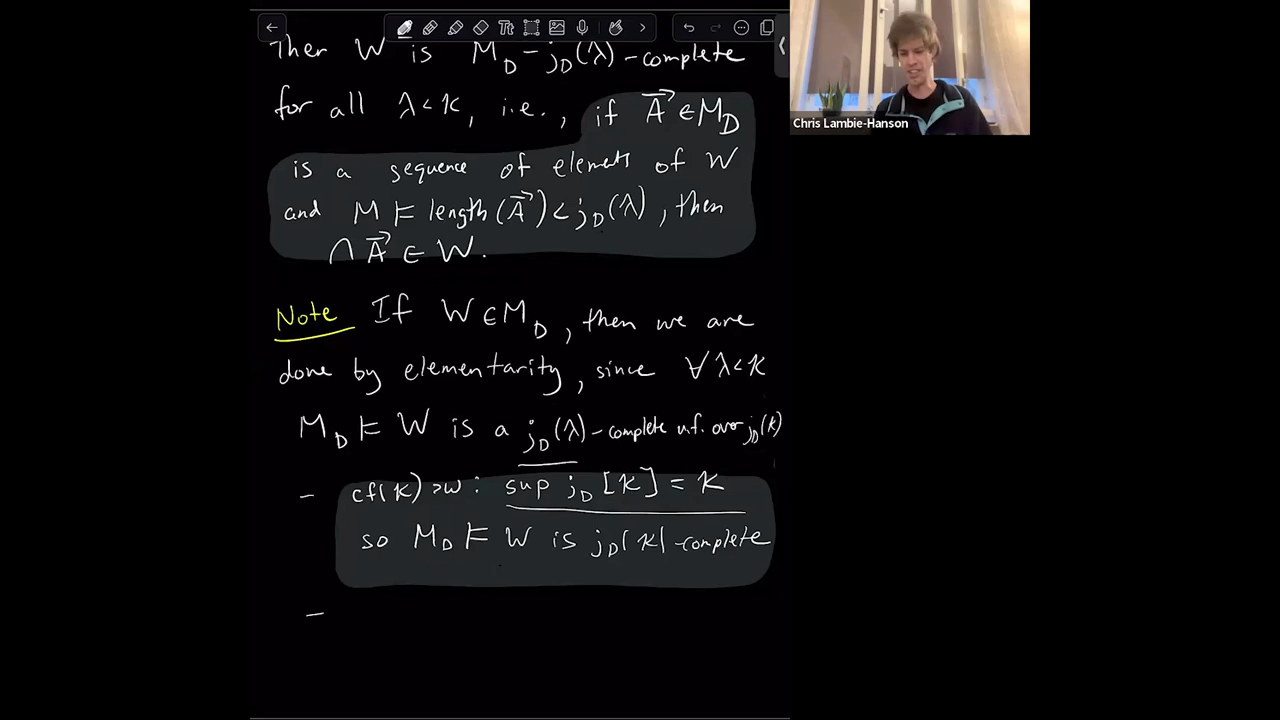 Then W is M_D - j_D(λ) - complete
for all λ < κ, i.e., if A⃗ ∈ M_D
is a sequence of elements of W
and M ⊨ length(A⃗) < j_D(λ), then
∩ A⃗ ∈ W.
Note If W ∈ M_D, then we are
done by elementarity, since ∀ λ < κ
M_D ⊨ W is a j_D(λ) - complete u.f. over j_D(κ)
- cf(κ) > ω : sup j_D [κ] = κ
so M_D ⊨ W is j_D(κ) - complete
-
Tt
Chris Lambie-Hanson